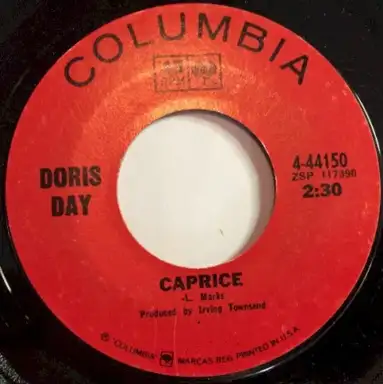 COLUMBIA
DORIS
DAY
4-44150
ZSP 117390
2:30
CAPRICE
-L. Marks
Produced by Irving Townsend
℗ "COLUMBIA" MARCAS REG. PRINTED IN U.S.A.